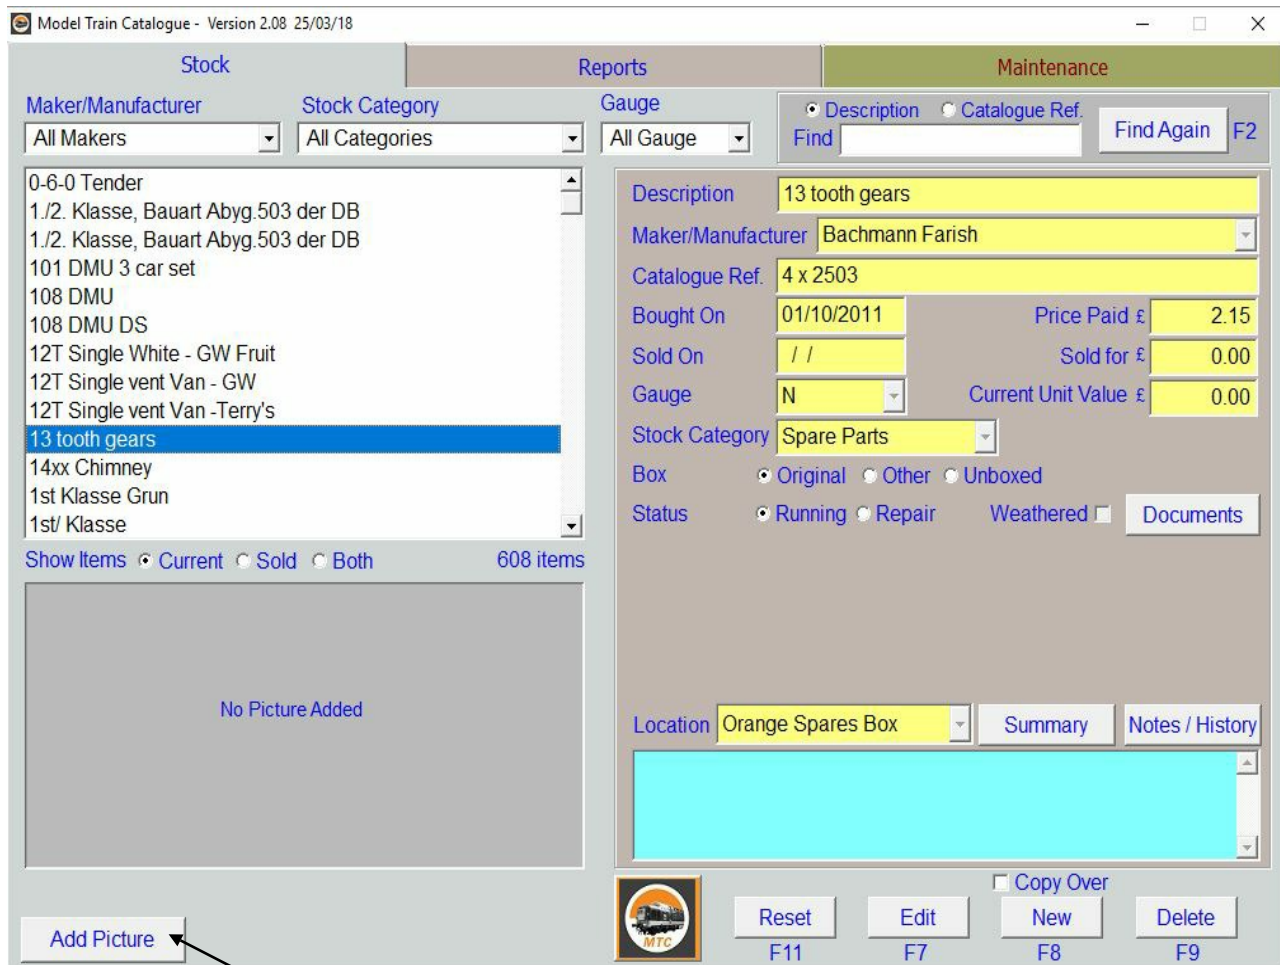 Model Train Catalogue - Version 2.08 25/03/18
Stock
Reports
Maintenance
Maker/Manufacturer
Stock Category
Gauge
All Makers
All Categories
All Gauge
Description
Catalogue Ref.
Find
Find Again
F2
0-6-0 Tender
1./2. Klasse, Bauart Abyg.503 der DB
1./2. Klasse, Bauart Abyg.503 der DB
101 DMU 3 car set
108 DMU
108 DMU DS
12T Single White - GW Fruit
12T Single vent Van - GW
12T Single vent Van -Terry's
13 tooth gears
14xx Chimney
1st Klasse Grun
1st/ Klasse
Show Items Current Sold Both 608 items
No Picture Added
Add Picture
Description 13 tooth gears
Maker/Manufacturer Bachmann Farish
Catalogue Ref. 4 x 2503
Bought On 01/10/2011 Price Paid £ 2.15
Sold On / / Sold for £ 0.00
Gauge N Current Unit Value £ 0.00
Stock Category Spare Parts
Box Original Other Unboxed
Status Running Repair Weathered Documents
Location Orange Spares Box Summary Notes / History
Copy Over
MTC
Reset Edit New Delete
F11 F7 F8 F9